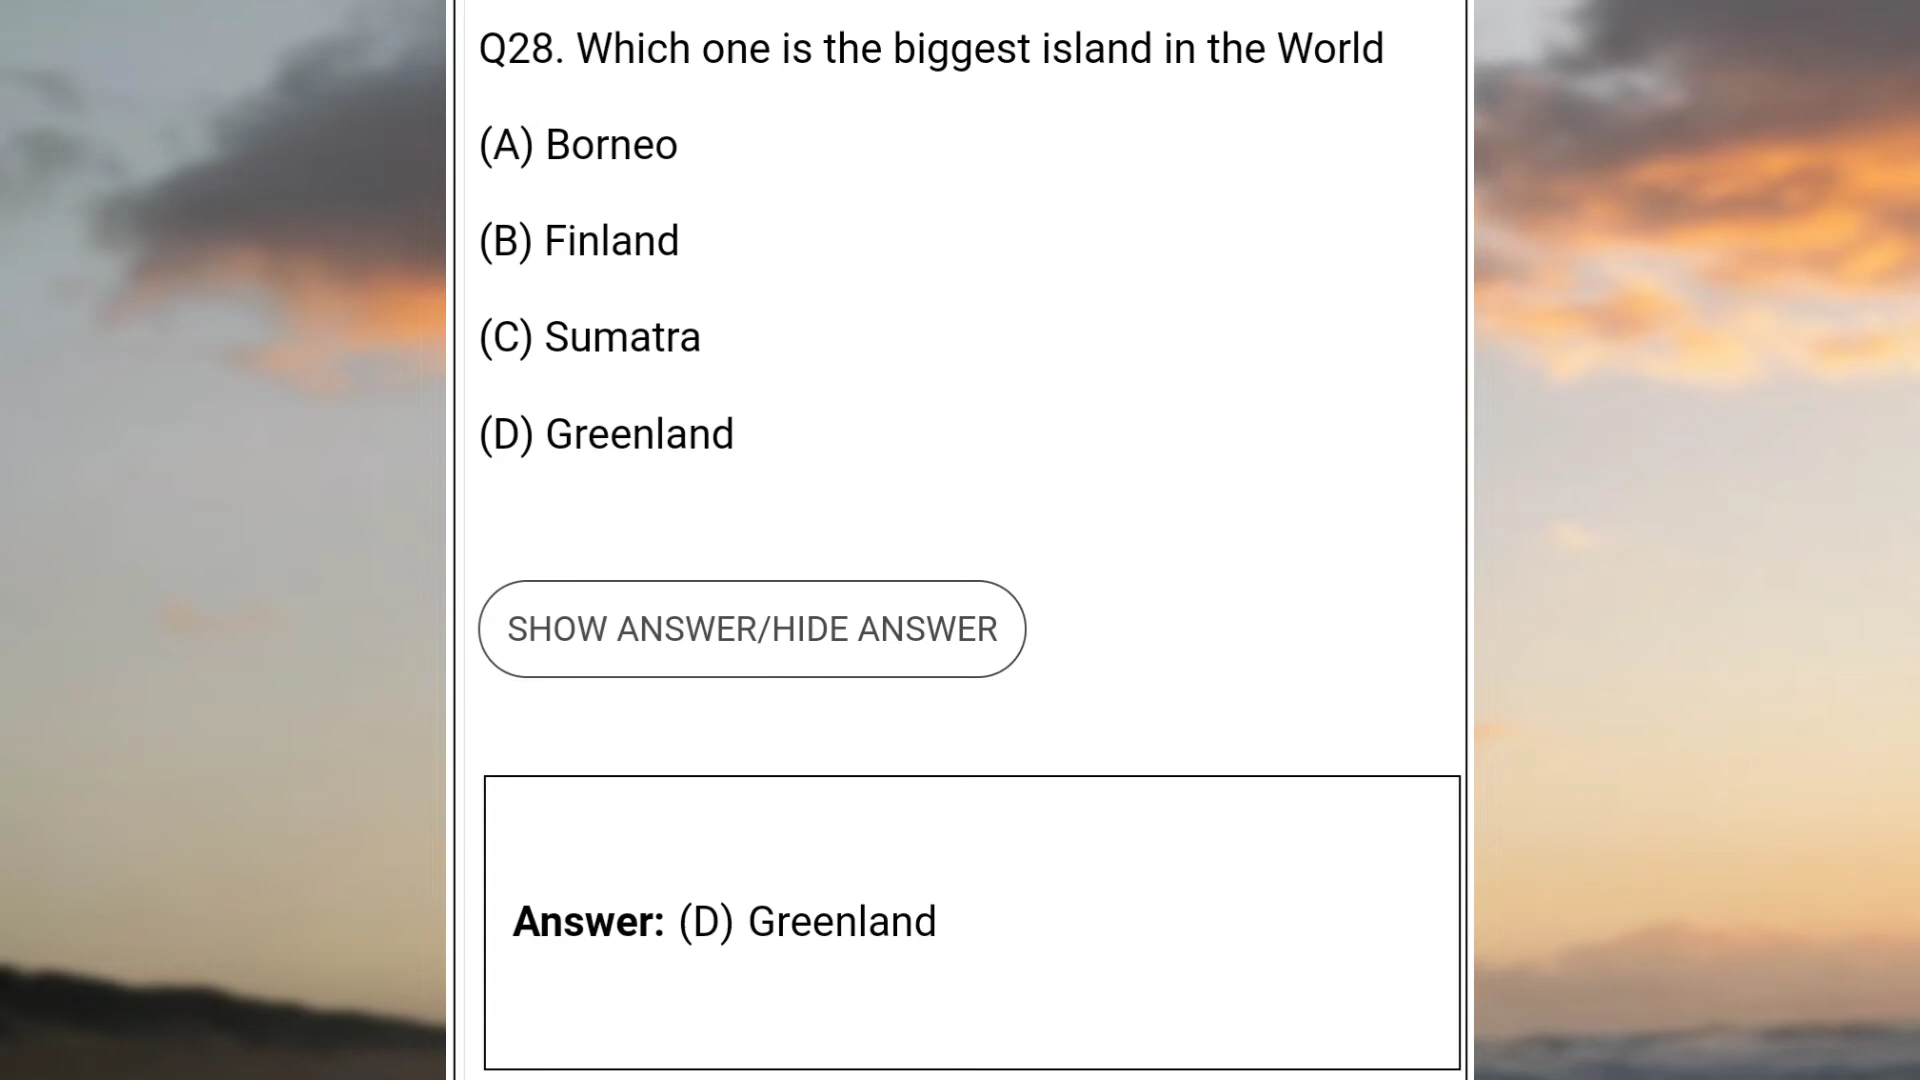 Q28. Which one is the biggest island in the World
(A) Borneo
(B) Finland
(C) Sumatra
(D) Greenland
SHOW ANSWER/HIDE ANSWER
Answer: (D) Greenland